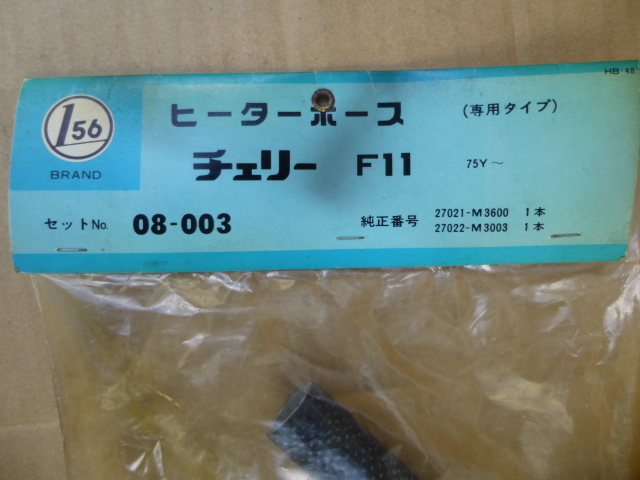 HB-48
156
BRAND
ヒーターホース (専用タイプ)
チェリー F11 75Y～
セットNo. 08-003
純正番号 27021-M3600 1本
27022-M3003 1本